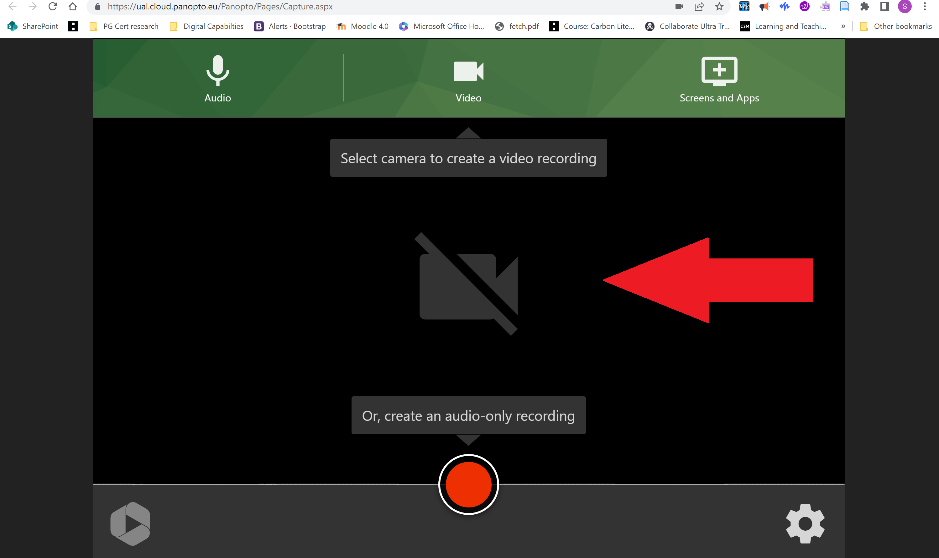 https://ual.cloud.panopto.eu/Panopto/Pages/Capture.aspx
S
SharePoint PG Cert research Digital Capabilities B Alerts · Bootstrap Moodle 4.0 Microsoft Office Ho... fetch.pdf Course: Carbon Lite... Collaborate Ultra Tr... Learning and Teach... » Other bookmarks
Audio Video Screens and Apps
Select camera to create a video recording
Or, create an audio-only recording